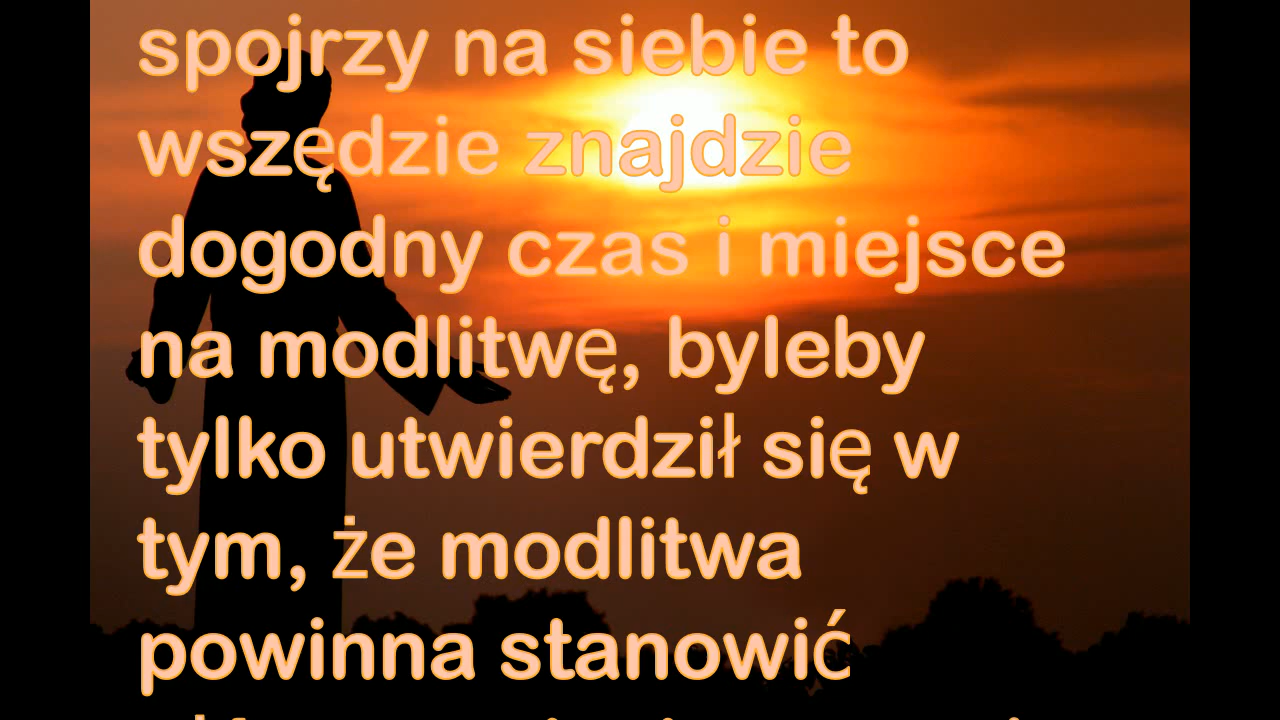 spojrzy na siebie to
wszędzie znajdzie
dogodny czas i miejsce
na modlitwę, byleby
tylko utwierdził się w
tym, że modlitwa
powinna stanowić